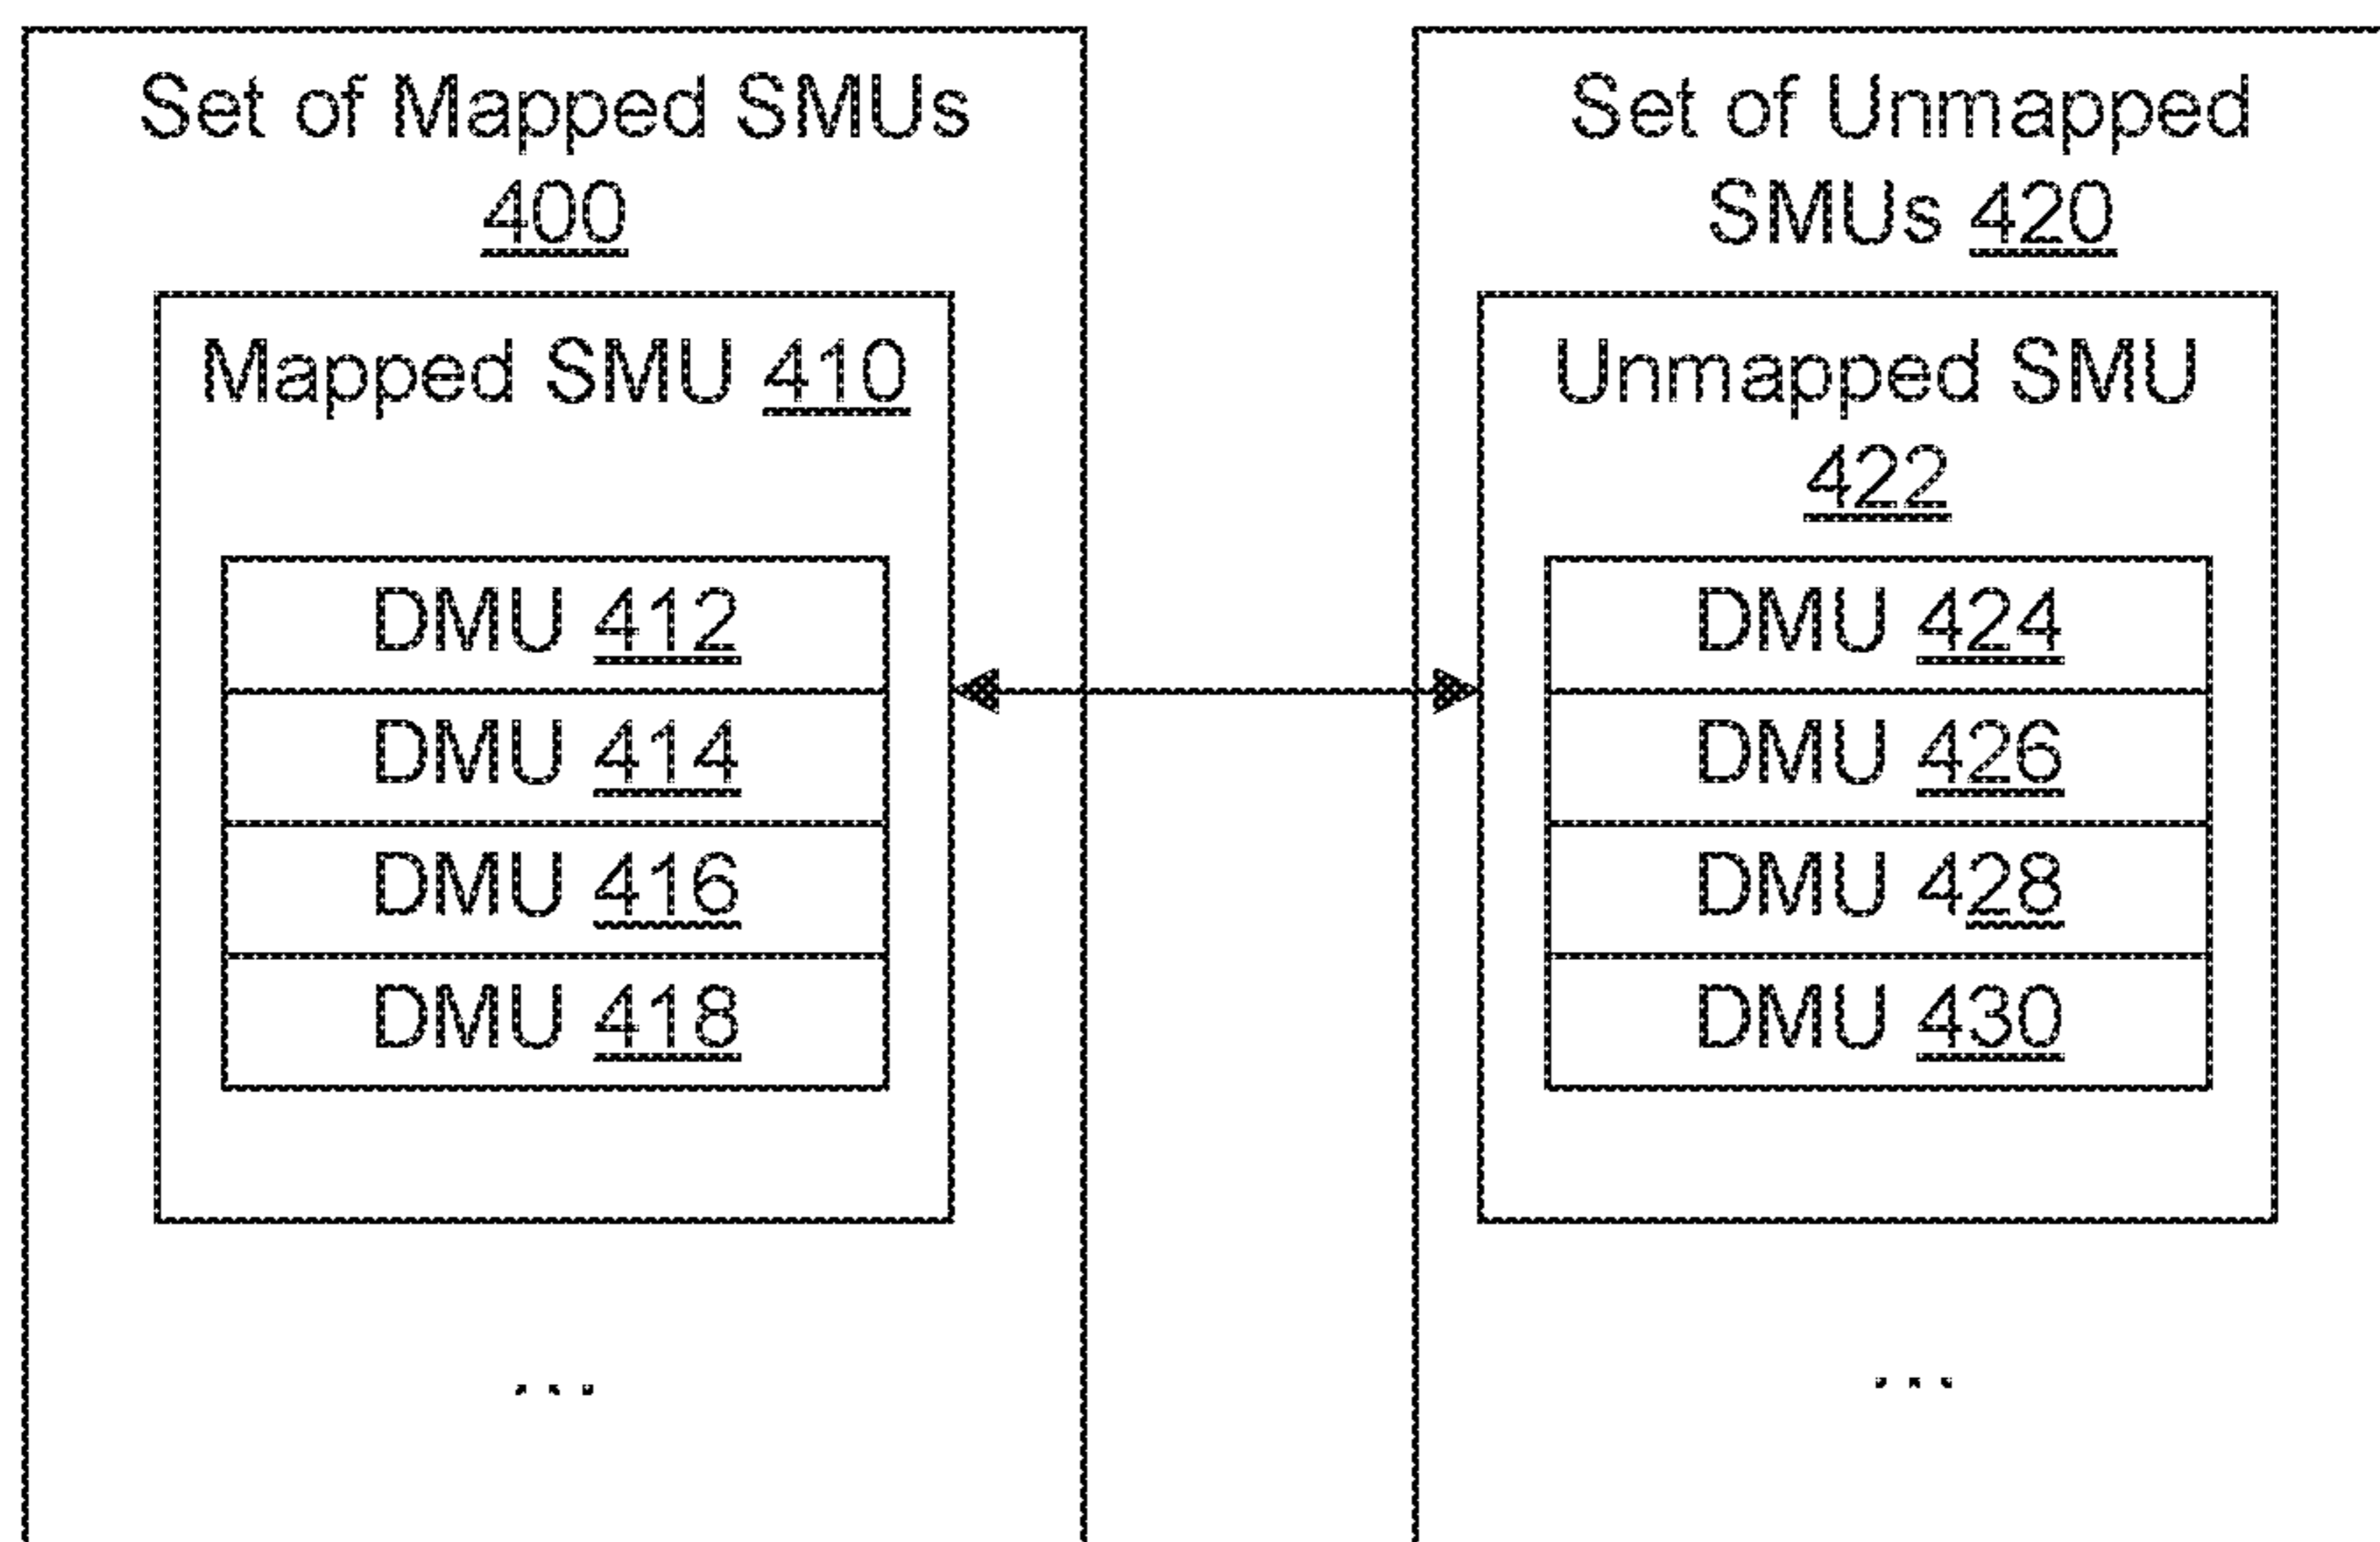 Set of Mapped SMUs
400
Mapped SMU 410
DMU 412
DMU 414
DMU 416
DMU 418
...
Set of Unmapped
SMUs 420
Unmapped SMU
422
DMU 424
DMU 426
DMU 428
DMU 430
...